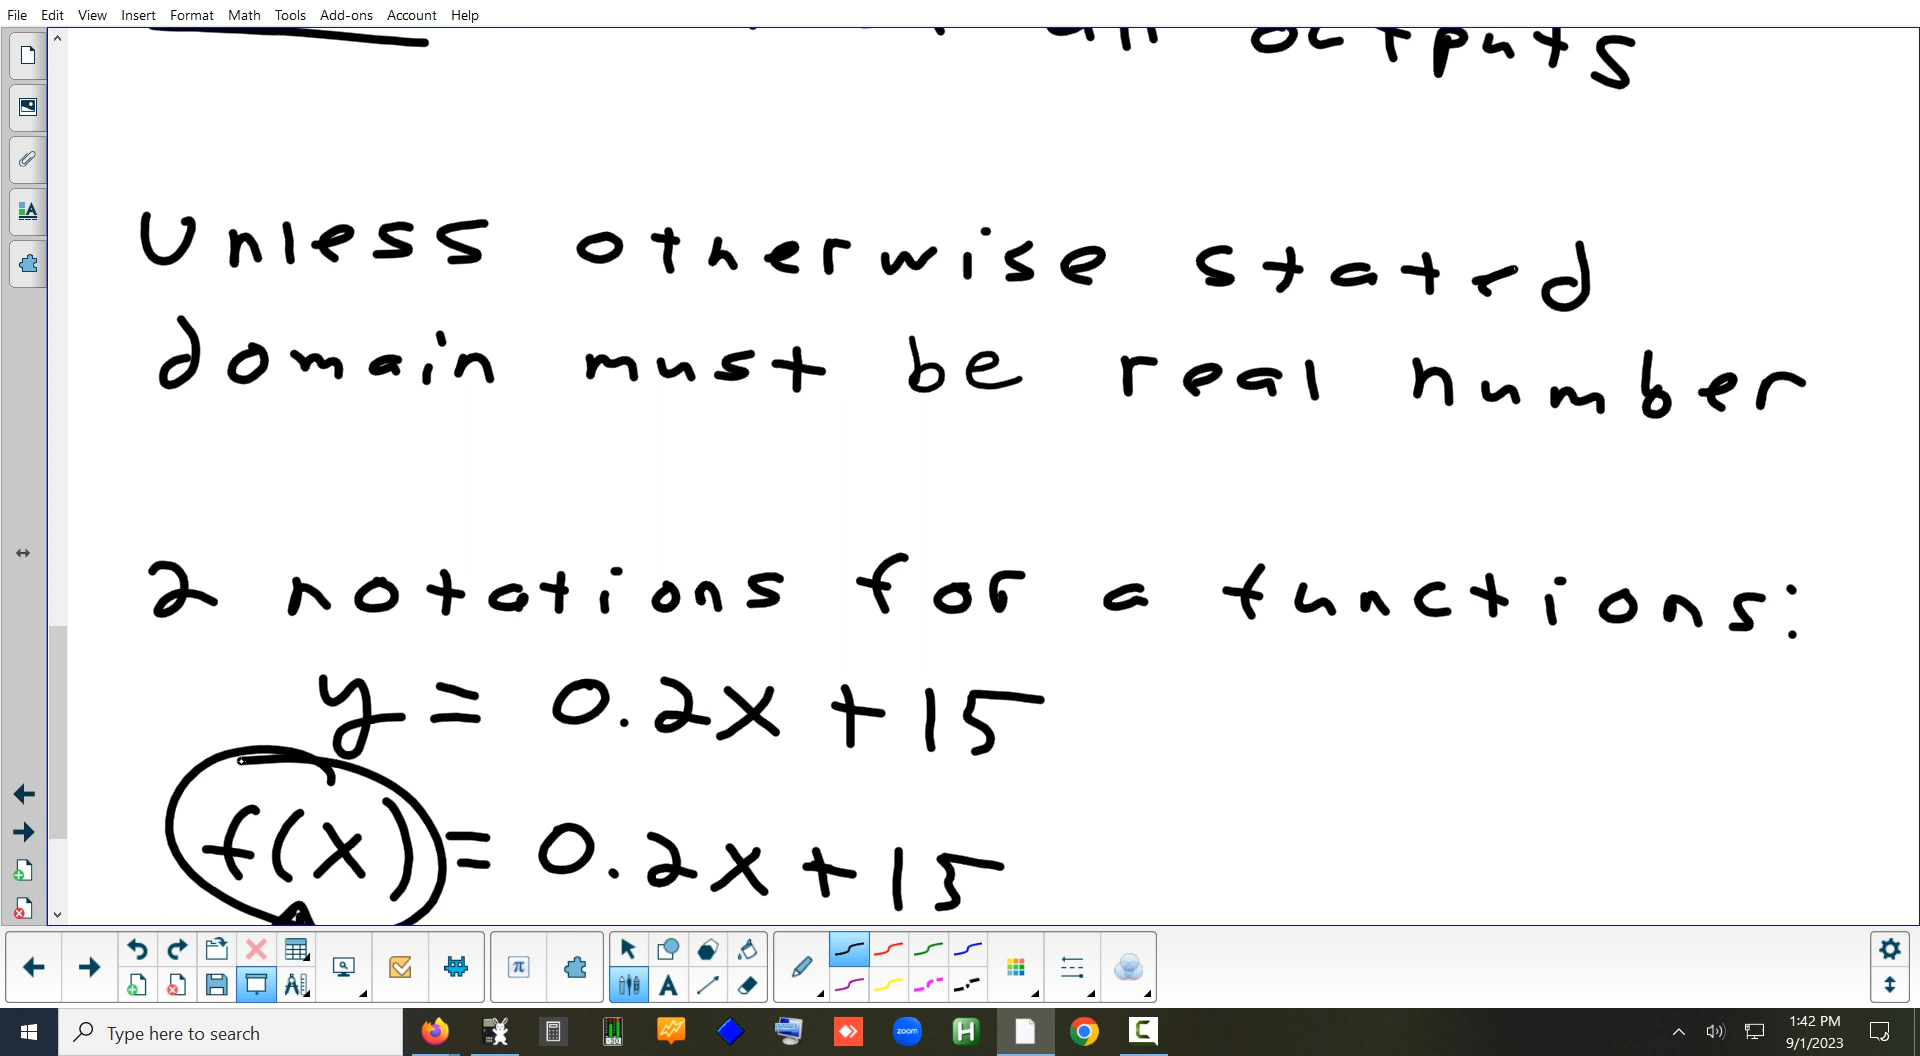 File Edit View Insert Format Math Tools Add-ons Account Help
all outputs
Unless otherwise stated
domain must be real number
2 notations for a functions:
y = 0.2x + 15
f(x) = 0.2x + 15
π
A
Type here to search
zoom
H
C
1:42 PM
9/1/2023